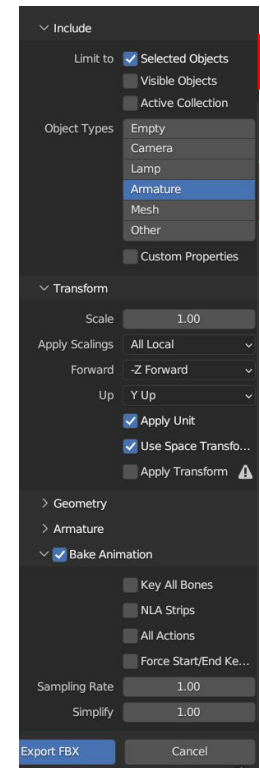 Include
Limit to Selected Objects
Visible Objects
Active Collection
Object Types Empty
Camera
Lamp
Armature
Mesh
Other
Custom Properties
Transform
Scale 1.00
Apply Scalings All Local
Forward -Z Forward
Up Y Up
Apply Unit
Use Space Transfo...
Apply Transform
Geometry
Armature
Bake Animation
Key All Bones
NLA Strips
All Actions
Force Start/End Ke...
Sampling Rate 1.00
Simplify 1.00
Export FBX Cancel